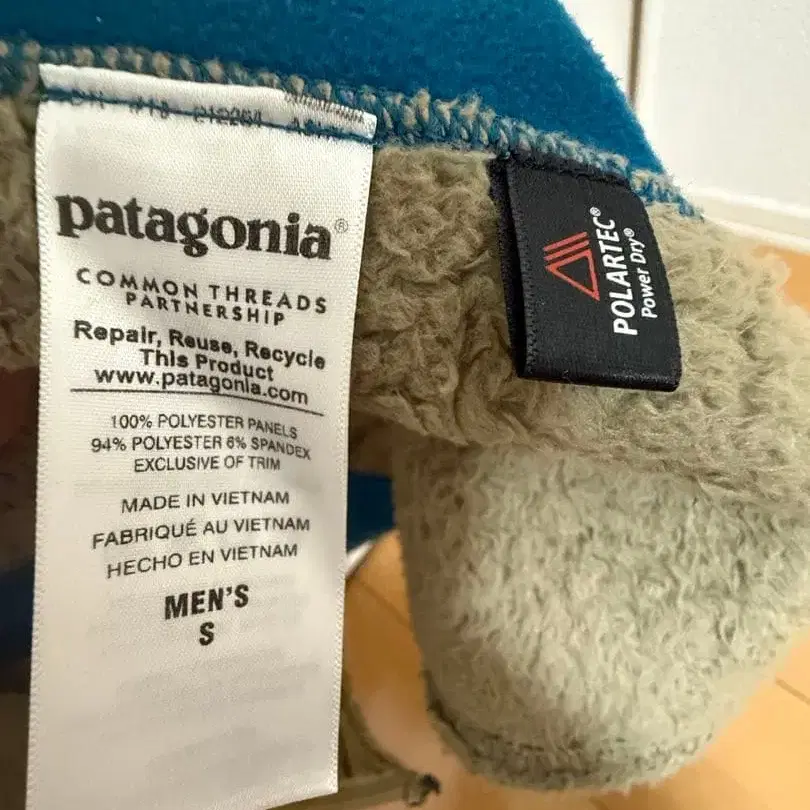 patagonia®
COMMON THREADS
PARTNERSHIP
Repair, Reuse, Recycle
This Product
www.patagonia.com
100% POLYESTER PANELS
94% POLYESTER 6% SPANDEX
EXCLUSIVE OF TRIM
MADE IN VIETNAM
FABRIQUÉ AU VIETNAM
HECHO EN VIETNAM
MEN'S
S
POLARTEC®
Power Dry®